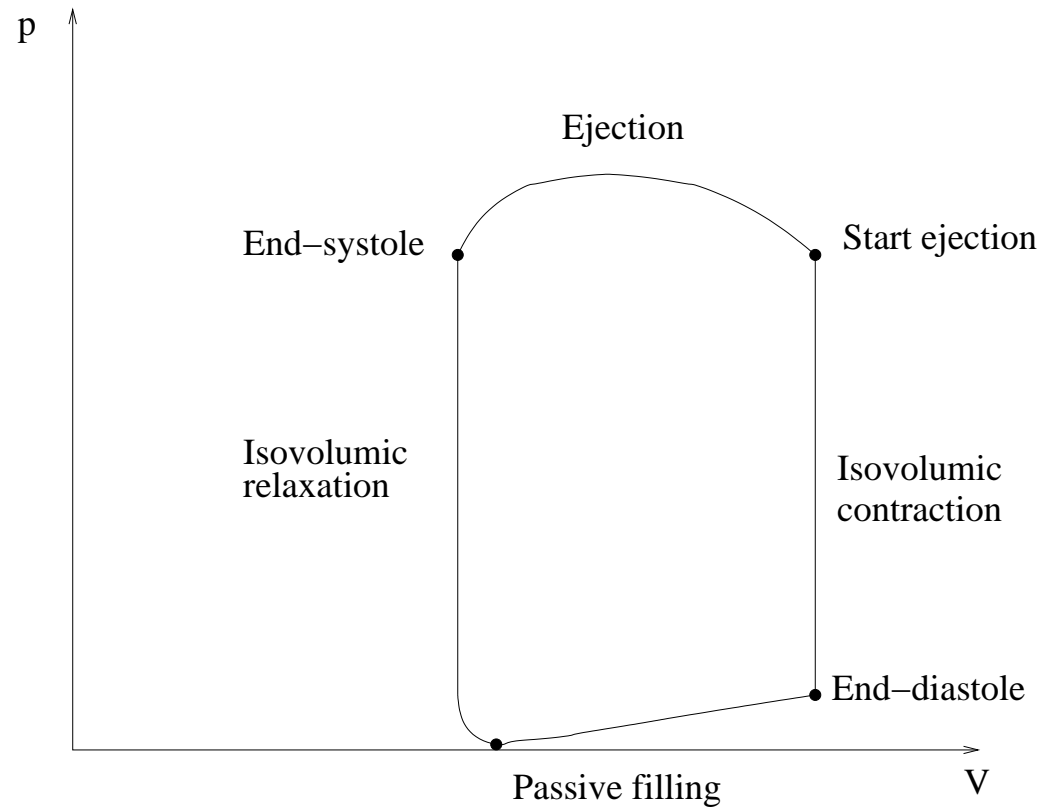 p
Ejection
End−systole
Start ejection
Isovolumic
relaxation
Isovolumic
contraction
End−diastole
V
Passive filling